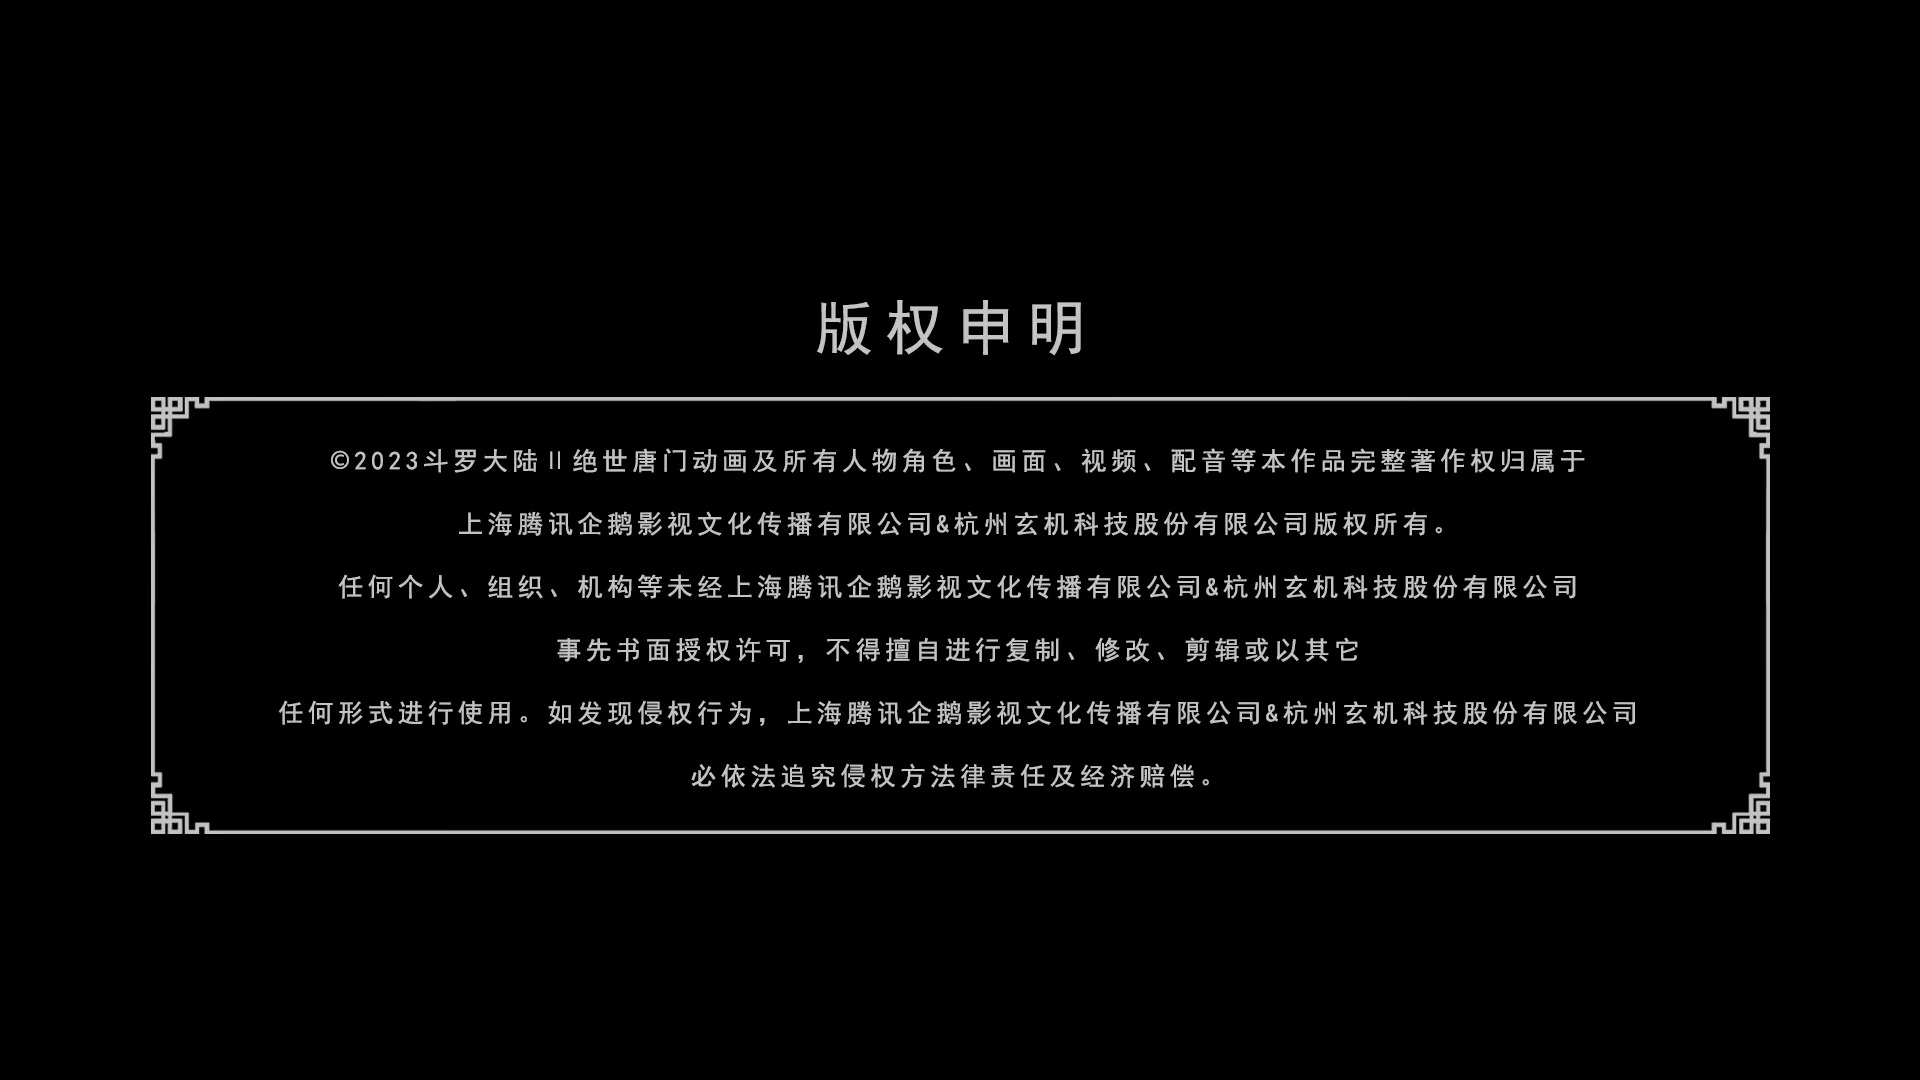 版权申明
©2023斗罗大陆Ⅱ绝世唐门动画及所有人物角色、画面、视频、配音等本作品完整著作权归属于
上海腾讯企鹅影视文化传播有限公司&杭州玄机科技股份有限公司版权所有。
任何个人、组织、机构等未经上海腾讯企鹅影视文化传播有限公司&杭州玄机科技股份有限公司
事先书面授权许可，不得擅自进行复制、修改、剪辑或以其它
任何形式进行使用。如发现侵权行为，上海腾讯企鹅影视文化传播有限公司&杭州玄机科技股份有限公司
必依法追究侵权方法律责任及经济赔偿。